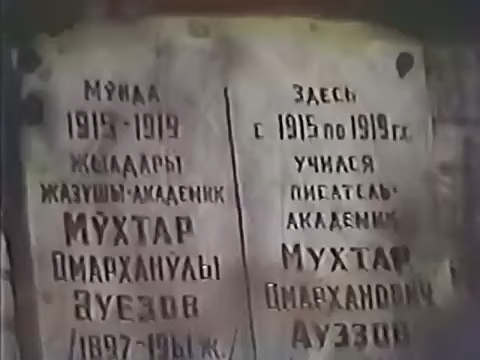 МҰНДА
1915-1919
ЖЫЛДАРЫ
ЖАЗУШЫ-АКАДЕМИК
МҰХТАР
ОМАРХАНҰЛЫ
ӘУЕЗОВ
/1897-1961 Ж./
ЗДЕСЬ
С 1915 по 1919 гг.
УЧИЛСЯ
ПИСАТЕЛЬ-
АКАДЕМИК
МУХТАР
ОМАРХАНОВИЧ
АУЭЗОВ